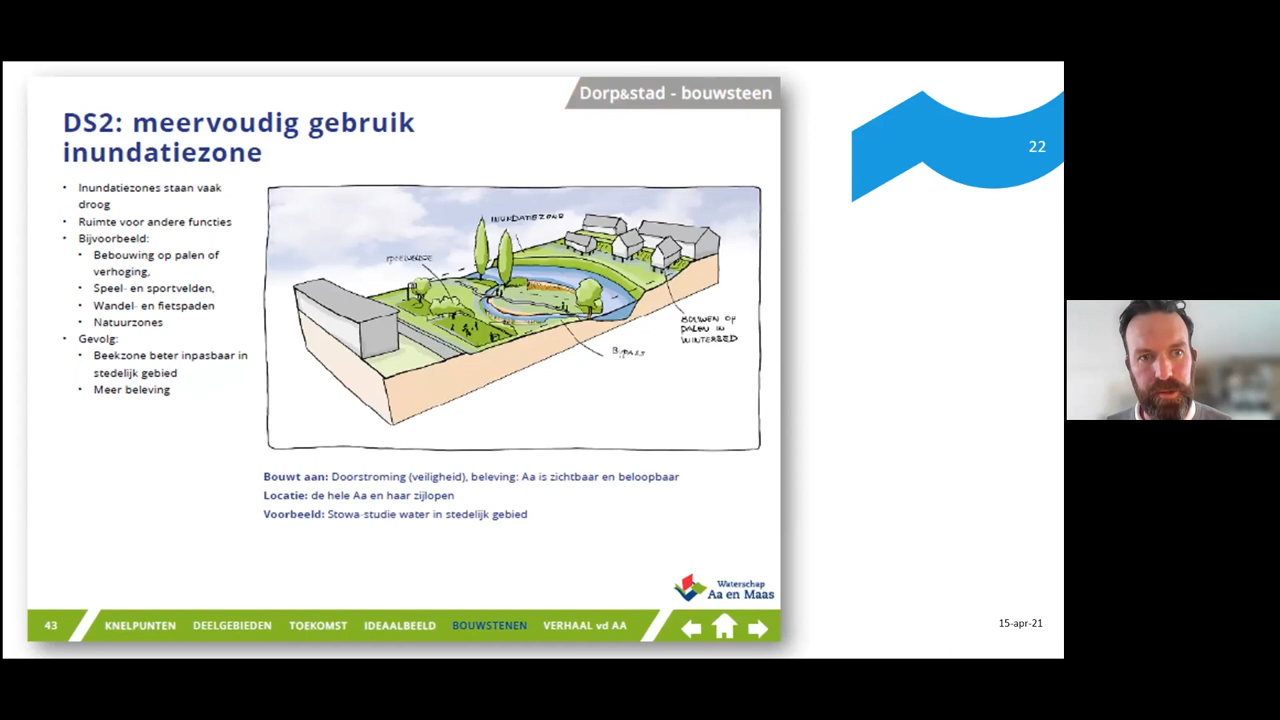 Dorp&stad - bouwsteen
DS2: meervoudig gebruik
inundatiezone
• Inundatiezones staan vaak
droog
• Ruimte voor andere functies
• Bijvoorbeeld:
• Bebouwing op palen of
verhoging,
• Speel- en sportvelden,
• Wandel- en fietspaden
• Natuurzones
• Gevolg:
• Beekzone beter inpasbaar in
stedelijk gebied
• Meer beleving
INUNDATIEZONE
SPEELWEIDE
BOUWEN OP
PALEN IN
WINTERBED
BYPASS
Bouwt aan: Doorstroming (veiligheid), beleving: Aa is zichtbaar en beloopbaar
Locatie: de hele Aa en haar zijlopen
Voorbeeld: Stowa-studie water in stedelijk gebied
Waterschap
Aa en Maas
43 KNELPUNTEN DEELGEBIEDEN TOEKOMST IDEAALBEELD BOUWSTENEN VERHAAL vd AA
22
15-apr-21